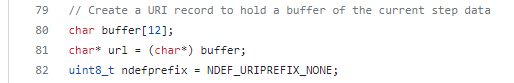 79 // Create a URI record to hold a buffer of the current step data
80 char buffer[12];
81 char* url = (char*) buffer;
82 uint8_t ndefprefix = NDEF_URIPREFIX_NONE;